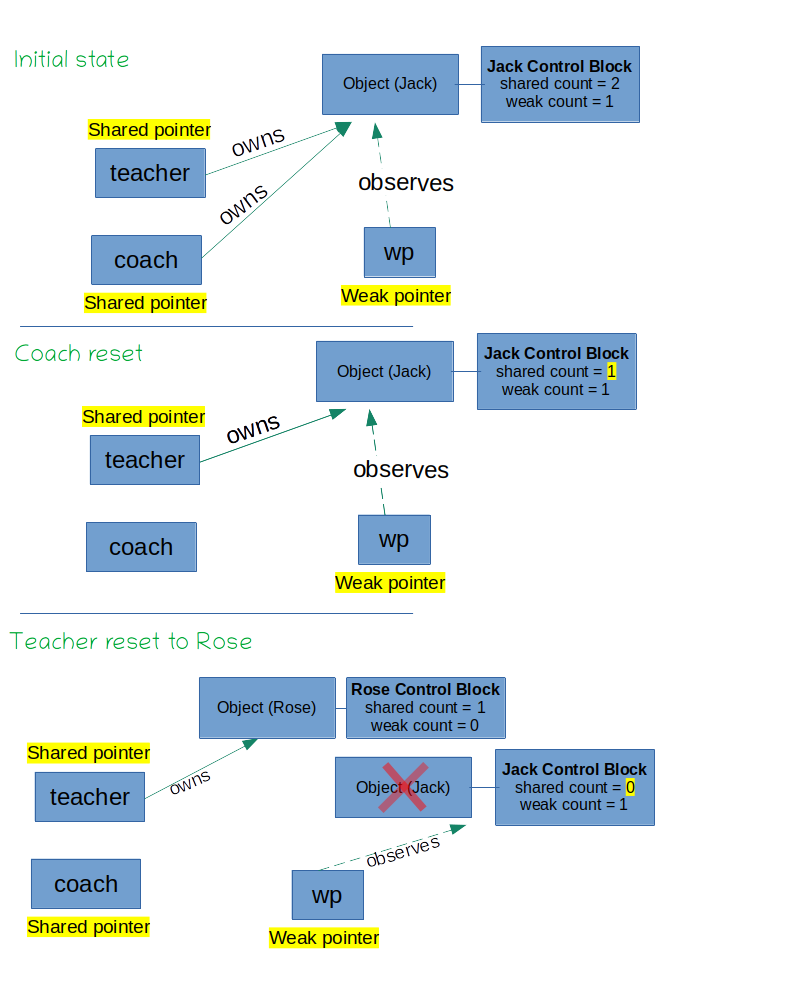 Initial state
Object (Jack)
Jack Control Block
shared count = 2
weak count = 1
Shared pointer
teacher
owns
owns
observes
coach
Shared pointer
wp
Weak pointer
Coach reset
Object (Jack)
Jack Control Block
shared count = 1
weak count = 1
Shared pointer
teacher
owns
observes
coach
wp
Weak pointer
Teacher reset to Rose
Object (Rose)
Rose Control Block
shared count = 1
weak count = 0
Shared pointer
teacher
owns
Object (Jack)
Jack Control Block
shared count = 0
weak count = 1
observes
coach
Shared pointer
wp
Weak pointer